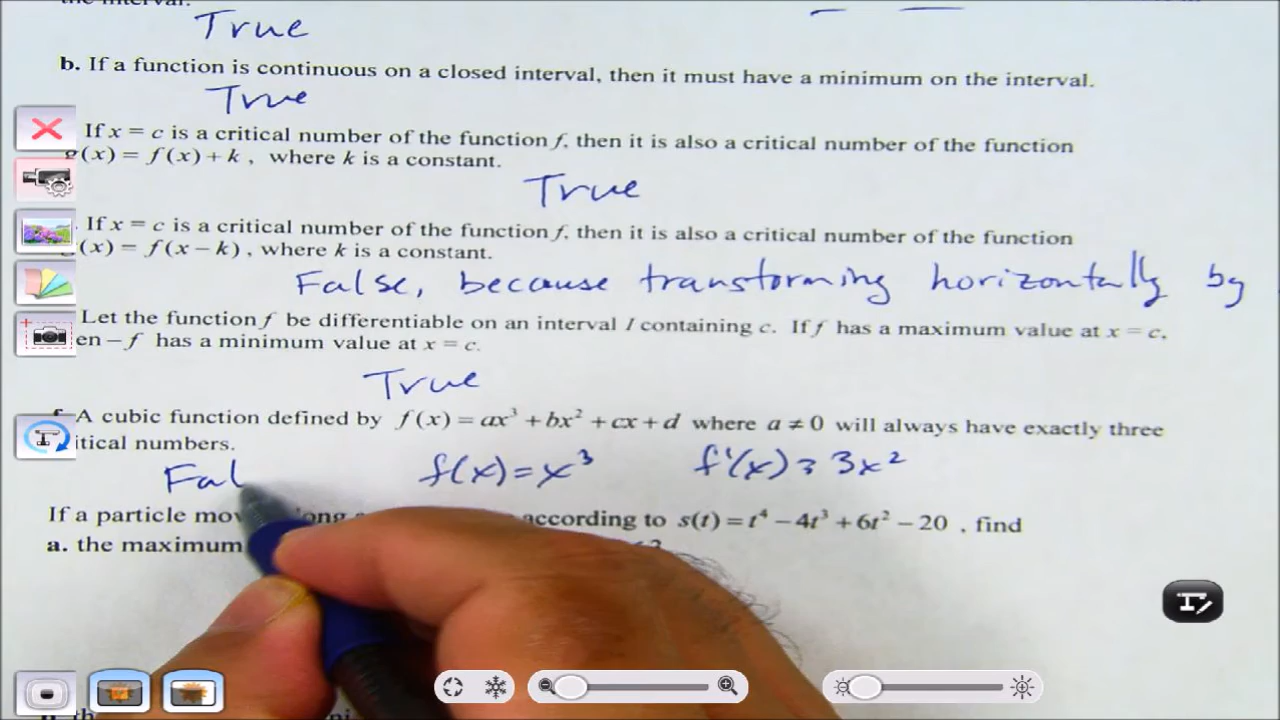 the interval.
True
b. If a function is continuous on a closed interval, then it must have a minimum on the interval.
True
If x = c is a critical number of the function f, then it is also a critical number of the function
g(x) = f(x) + k, where k is a constant.
True
If x = c is a critical number of the function f, then it is also a critical number of the function
(x) = f(x − k), where k is a constant.
False, because transforming horizontally by
Let the function f be differentiable on an interval I containing c. If f has a maximum value at x = c,
en − f has a minimum value at x = c.
True
A cubic function defined by f(x) = ax³ + bx² + cx + d where a ≠ 0 will always have exactly three
itical numbers.
Fal f(x) = x³ f'(x) = 3x²
If a particle mov according to s(t) = t⁴ − 4t³ + 6t² − 20 , find
a. the maximum